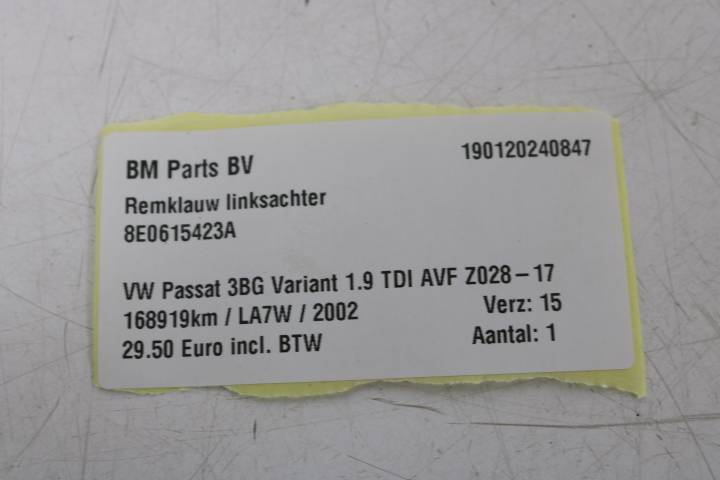 BM Parts BV 190120240847
Remklauw linksachter
8E0615423A
VW Passat 3BG Variant 1.9 TDI AVF Z028-17
168919km / LA7W / 2002 Verz: 15
29.50 Euro incl. BTW Aantal: 1